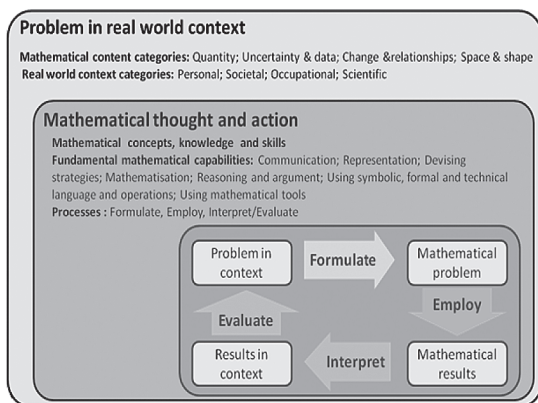 Problem in real world context
Mathematical content categories: Quantity; Uncertainty & data; Change &relationships; Space & shape
Real world context categories: Personal; Societal; Occupational; Scientific
Mathematical thought and action
Mathematical concepts, knowledge and skills
Fundamental mathematical capabilities: Communication; Representation; Devising
strategies; Mathematisation; Reasoning and argument; Using symbolic, formal and technical
language and operations; Using mathematical tools
Processes : Formulate, Employ, Interpret/Evaluate
Problem in
context
Formulate
Mathematical
problem
Evaluate
Employ
Results in
context
Interpret
Mathematical
results